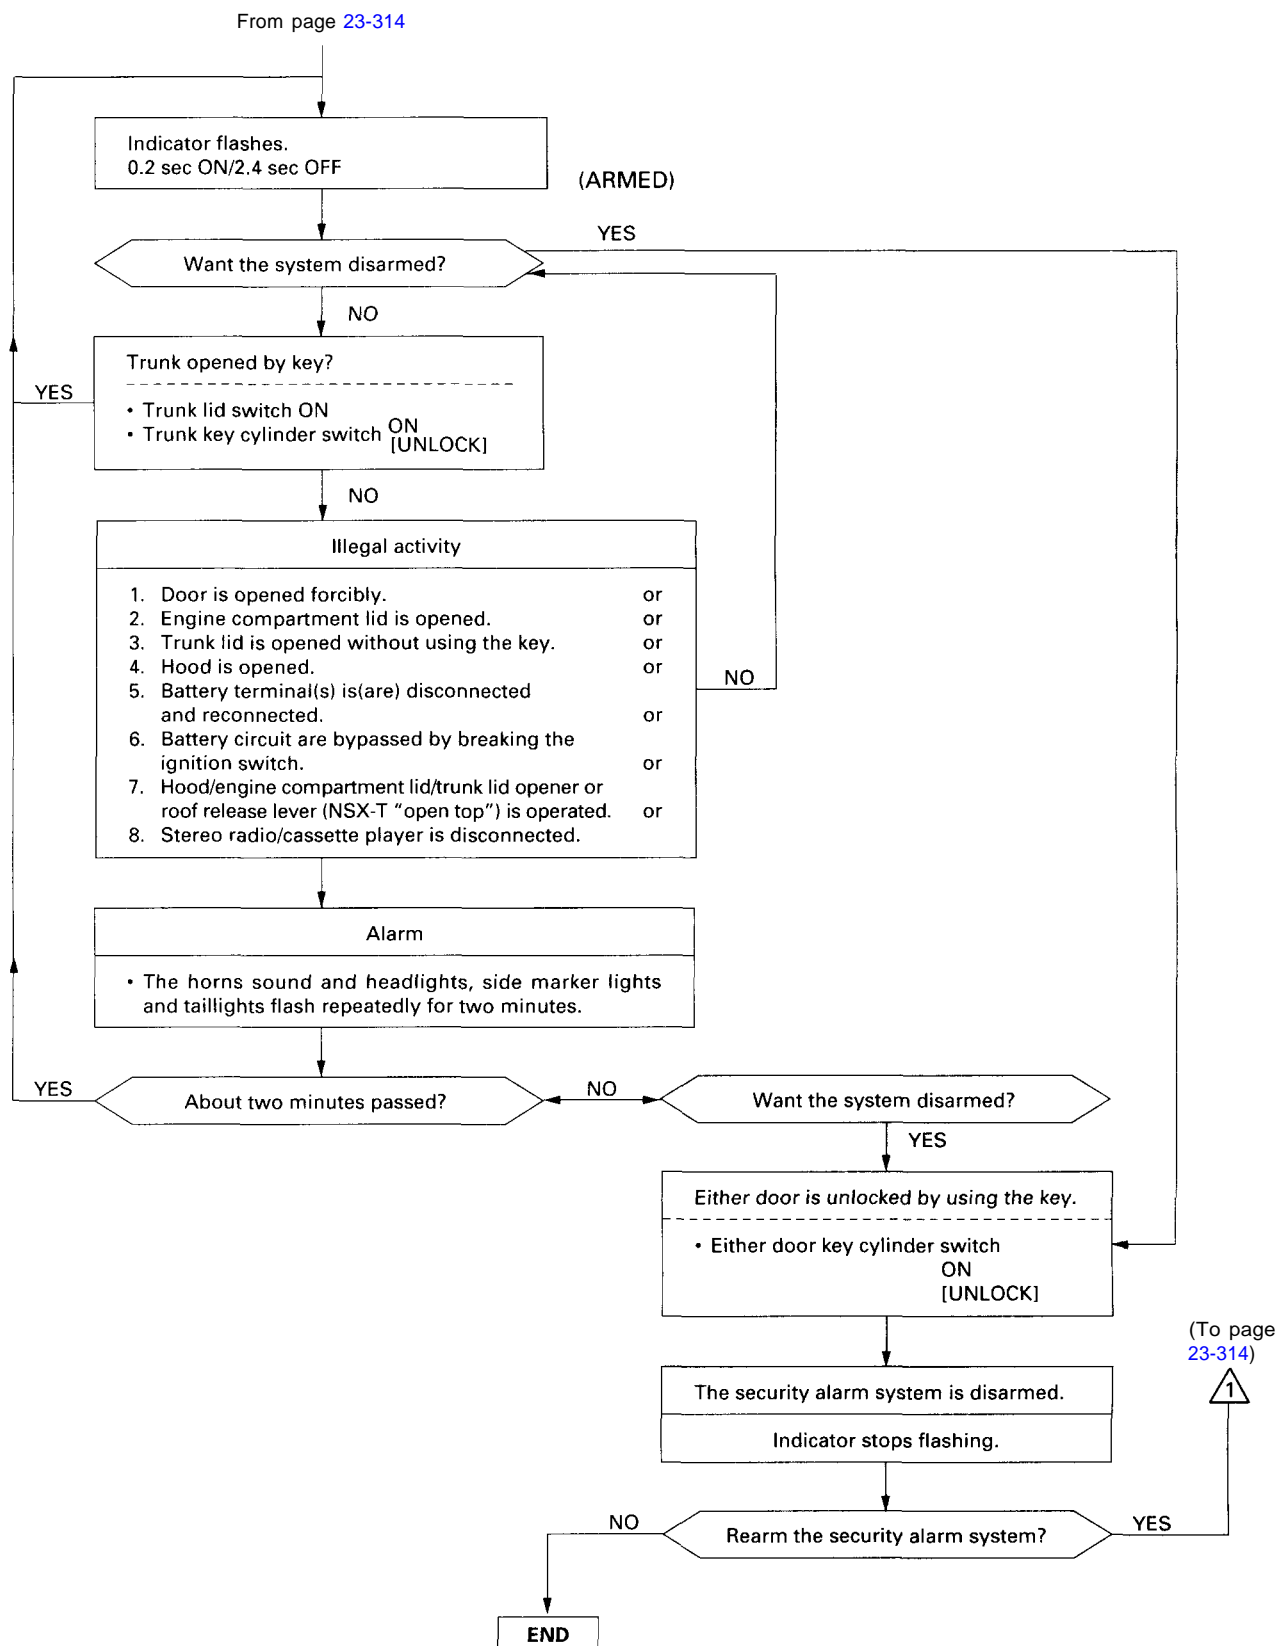 From page 23-314
Indicator flashes.
0.2 sec ON/2.4 sec OFF
(ARMED)
YES
Want the system disarmed?
NO
Trunk opened by key?
YES
• Trunk lid switch ON
• Trunk key cylinder switch ON
[UNLOCK]
NO
Illegal activity
1. Door is opened forcibly. or
2. Engine compartment lid is opened. or
3. Trunk lid is opened without using the key. or
4. Hood is opened. or
NO
5. Battery terminal(s) is(are) disconnected
and reconnected. or
6. Battery circuit are bypassed by breaking the
ignition switch. or
7. Hood/engine compartment lid/trunk lid opener or
roof release lever (NSX-T "open top") is operated. or
8. Stereo radio/cassette player is disconnected.
Alarm
• The horns sound and headlights, side marker lights
and taillights flash repeatedly for two minutes.
YES
About two minutes passed?
NO
Want the system disarmed?
YES
Either door is unlocked by using the key.
• Either door key cylinder switch
ON
[UNLOCK]
(To page
23-314)
1
The security alarm system is disarmed.
Indicator stops flashing.
NO
Rearm the security alarm system?
YES
END